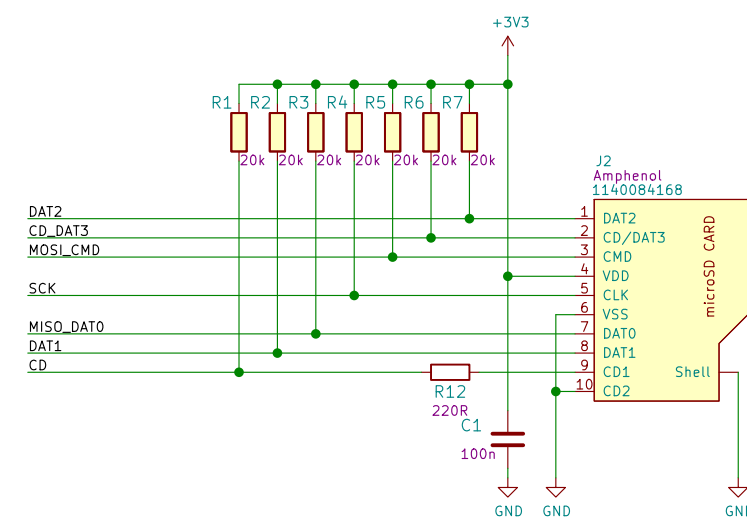 +3V3
R1 R2 R3 R4 R5 R6 R7
20k 20k 20k 20k 20k 20k 20k
J2
Amphenol
1140084168
DAT2 1 DAT2
CD_DAT3 2 CD/DAT3
MOSI_CMD 3 CMD
4 VDD
SCK 5 CLK
6 VSS
MISO_DAT0 7 DAT0
DAT1 8 DAT1
CD 9 CD1 Shell
10 CD2
microSD CARD
R12
220R
C1
100n
GND GND GND